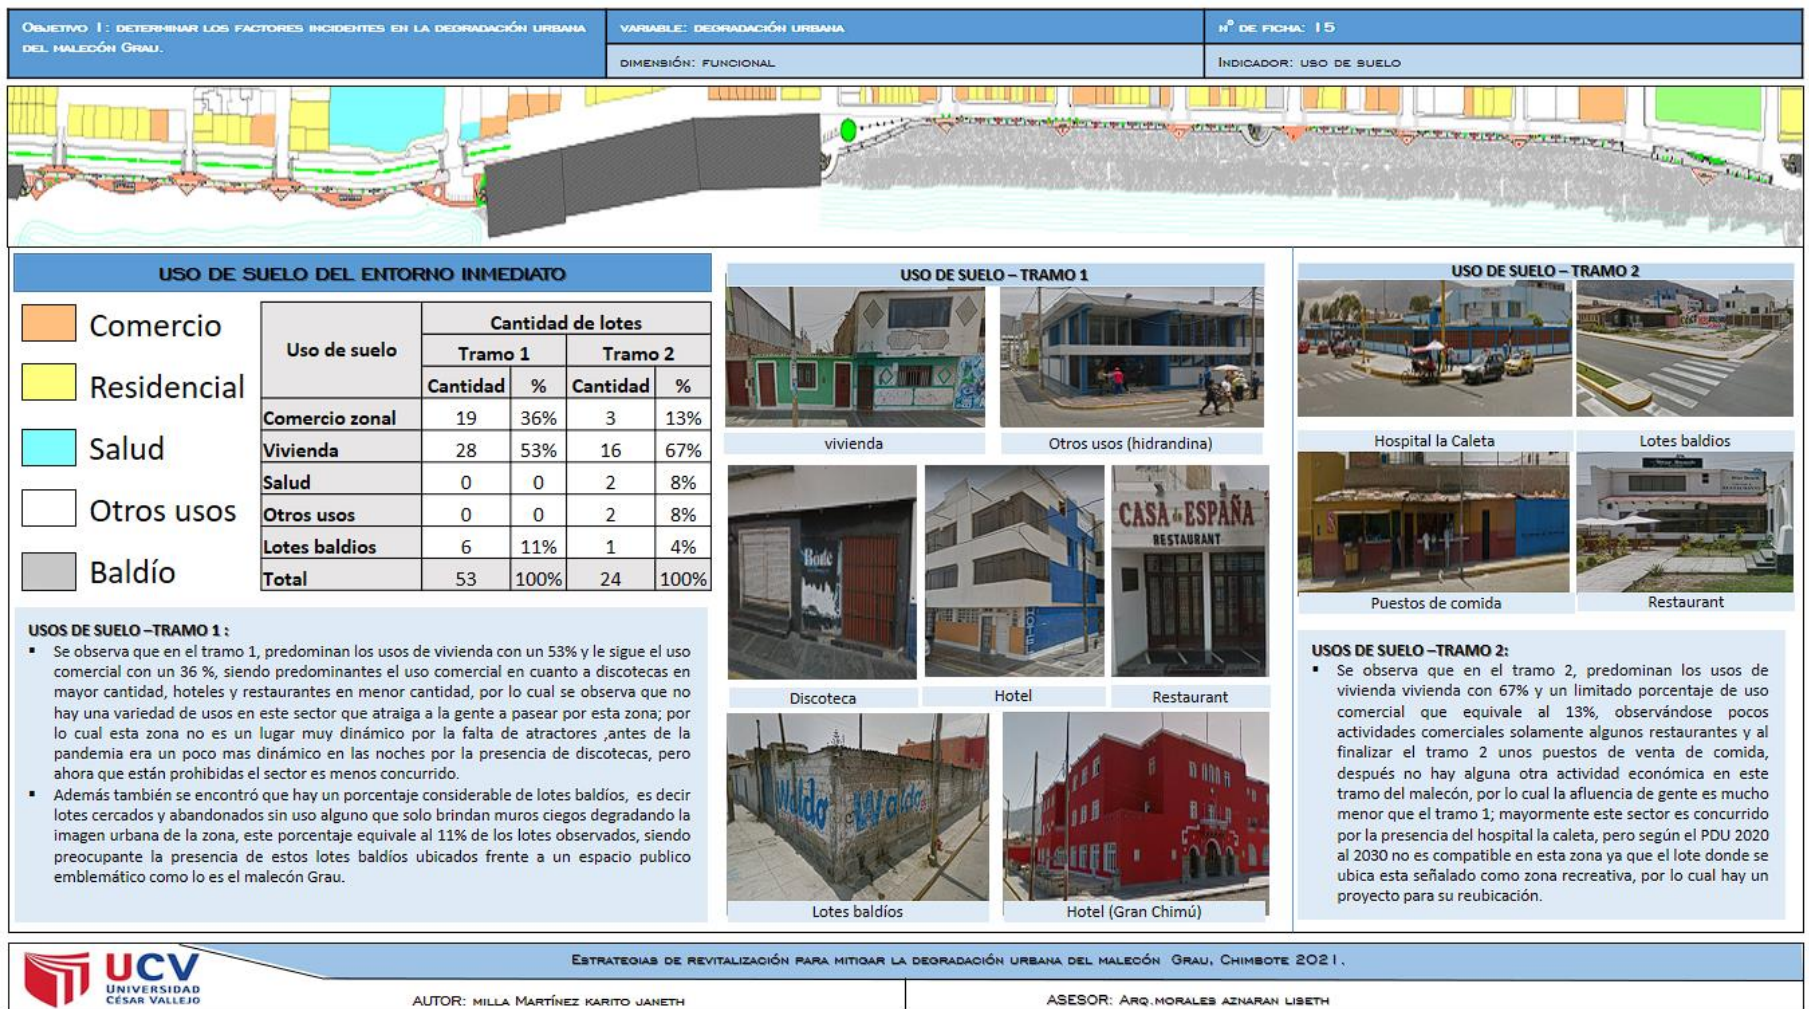 OBJETIVO 1: DETERMINAR LOS FACTORES INCIDENTES EN LA DEGRADACIÓN URBANA
DEL MALECÓN GRAU.
VARIABLE: DEGRADACIÓN URBANA
Nº DE FICHA: 15
DIMENSIÓN: FUNCIONAL
INDICADOR: USO DE SUELO
USO DE SUELO DEL ENTORNO INMEDIATO
Comercio
Residencial
Salud
Otros usos
Baldío
Uso de suelo
Cantidad de lotes
Tramo 1 Tramo 2
Cantidad % Cantidad %
Comercio zonal 19 36% 3 13%
Vivienda 28 53% 16 67%
Salud 0 0 2 8%
Otros usos 0 0 2 8%
Lotes baldios 6 11% 1 4%
Total 53 100% 24 100%
USOS DE SUELO –TRAMO 1 :
▪ Se observa que en el tramo 1, predominan los usos de vivienda con un 53% y le sigue el uso
comercial con un 36 %, siendo predominantes el uso comercial en cuanto a discotecas en
mayor cantidad, hoteles y restaurantes en menor cantidad, por lo cual se observa que no
hay una variedad de usos en este sector que atraiga a la gente a pasear por esta zona; por
lo cual esta zona no es un lugar muy dinámico por la falta de atractores ,antes de la
pandemia era un poco mas dinámico en las noches por la presencia de discotecas, pero
ahora que están prohibidas el sector es menos concurrido.
▪ Además también se encontró que hay un porcentaje considerable de lotes baldíos, es decir
lotes cercados y abandonados sin uso alguno que solo brindan muros ciegos degradando la
imagen urbana de la zona, este porcentaje equivale al 11% de los lotes observados, siendo
preocupante la presencia de estos lotes baldíos ubicados frente a un espacio publico
emblemático como lo es el malecón Grau.
USO DE SUELO – TRAMO 1
vivienda
Otros usos (hidrandina)
CASA de ESPAÑA
RESTAURANT
HOTEL
Discoteca
Hotel
Restaurant
Waldo Waldo
Lotes baldíos
Hotel (Gran Chimú)
USO DE SUELO – TRAMO 2
Hospital la Caleta
Lotes baldios
Puestos de comida
Restaurant
USOS DE SUELO –TRAMO 2:
▪ Se observa que en el tramo 2, predominan los usos de
vivienda vivienda con 67% y un limitado porcentaje de uso
comercial que equivale al 13%, observándose pocos
actividades comerciales solamente algunos restaurantes y al
finalizar el tramo 2 unos puestos de venta de comida,
después no hay alguna otra actividad económica en este
tramo del malecón, por lo cual la afluencia de gente es mucho
menor que el tramo 1; mayormente este sector es concurrido
por la presencia del hospital la caleta, pero según el PDU 2020
al 2030 no es compatible en esta zona ya que el lote donde se
ubica esta señalado como zona recreativa, por lo cual hay un
proyecto para su reubicación.
UCV
UNIVERSIDAD
CÉSAR VALLEJO
ESTRATEGIAS DE REVITALIZACIÓN PARA MITIGAR LA DEGRADACIÓN URBANA DEL MALECÓN GRAU, CHIMBOTE 2021.
AUTOR: MILLA MARTÍNEZ KARITO JANETH
ASESOR: ARQ.MORALES AZNARAN LISETH